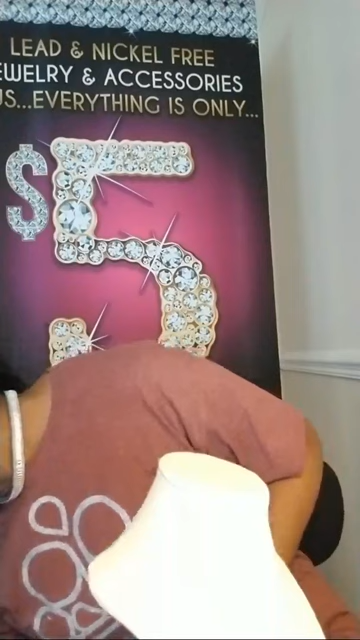 LEAD & NICKEL FREE
EWELRY & ACCESSORIES
US...EVERYTHING IS ONLY...
$5